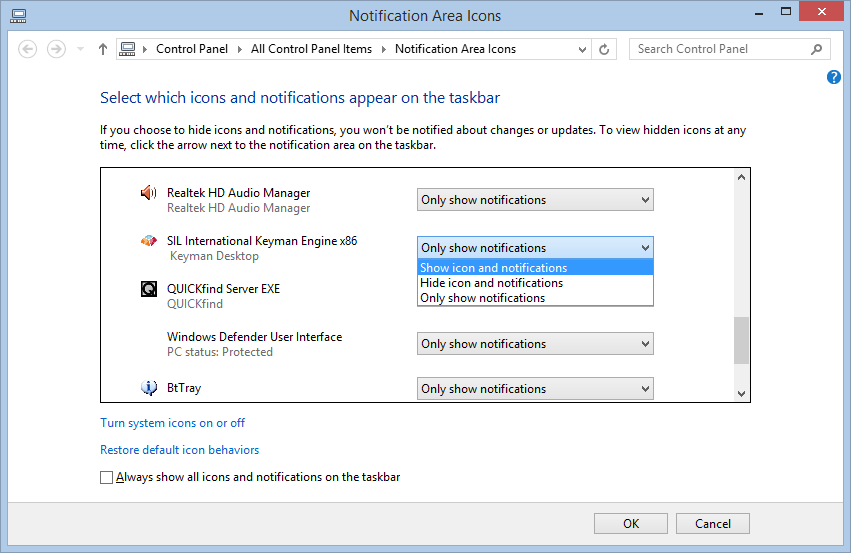 Notification Area Icons
Control Panel All Control Panel Items Notification Area Icons
Search Control Panel
?
Select which icons and notifications appear on the taskbar
If you choose to hide icons and notifications, you won't be notified about changes or updates. To view hidden icons at any
time, click the arrow next to the notification area on the taskbar.
Realtek HD Audio Manager
Realtek HD Audio Manager
Only show notifications
SIL International Keyman Engine x86
Keyman Desktop
Only show notifications
Show icon and notifications
Hide icon and notifications
Only show notifications
QUICKfind Server EXE
QUICKfind
Windows Defender User Interface
PC status: Protected
Only show notifications
BtTray
Only show notifications
Turn system icons on or off
Restore default icon behaviors
Always show all icons and notifications on the taskbar
OK
Cancel